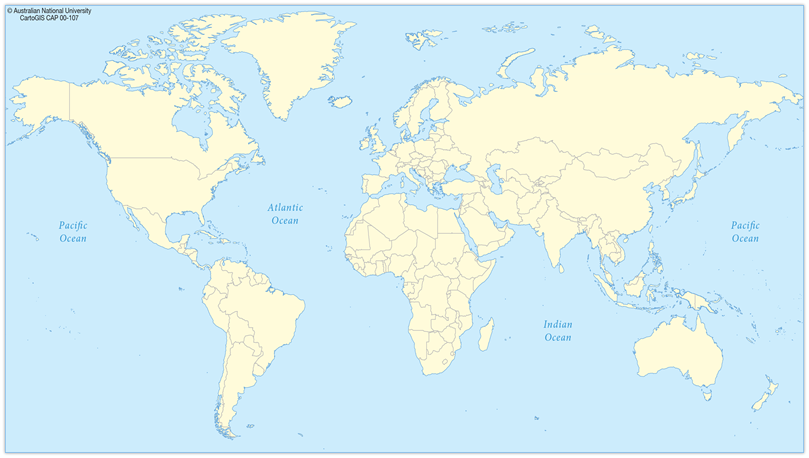 © Australian National University
CartoGIS CAP 00-107
Atlantic
Ocean
Pacific
Ocean
Pacific
Ocean
Indian
Ocean